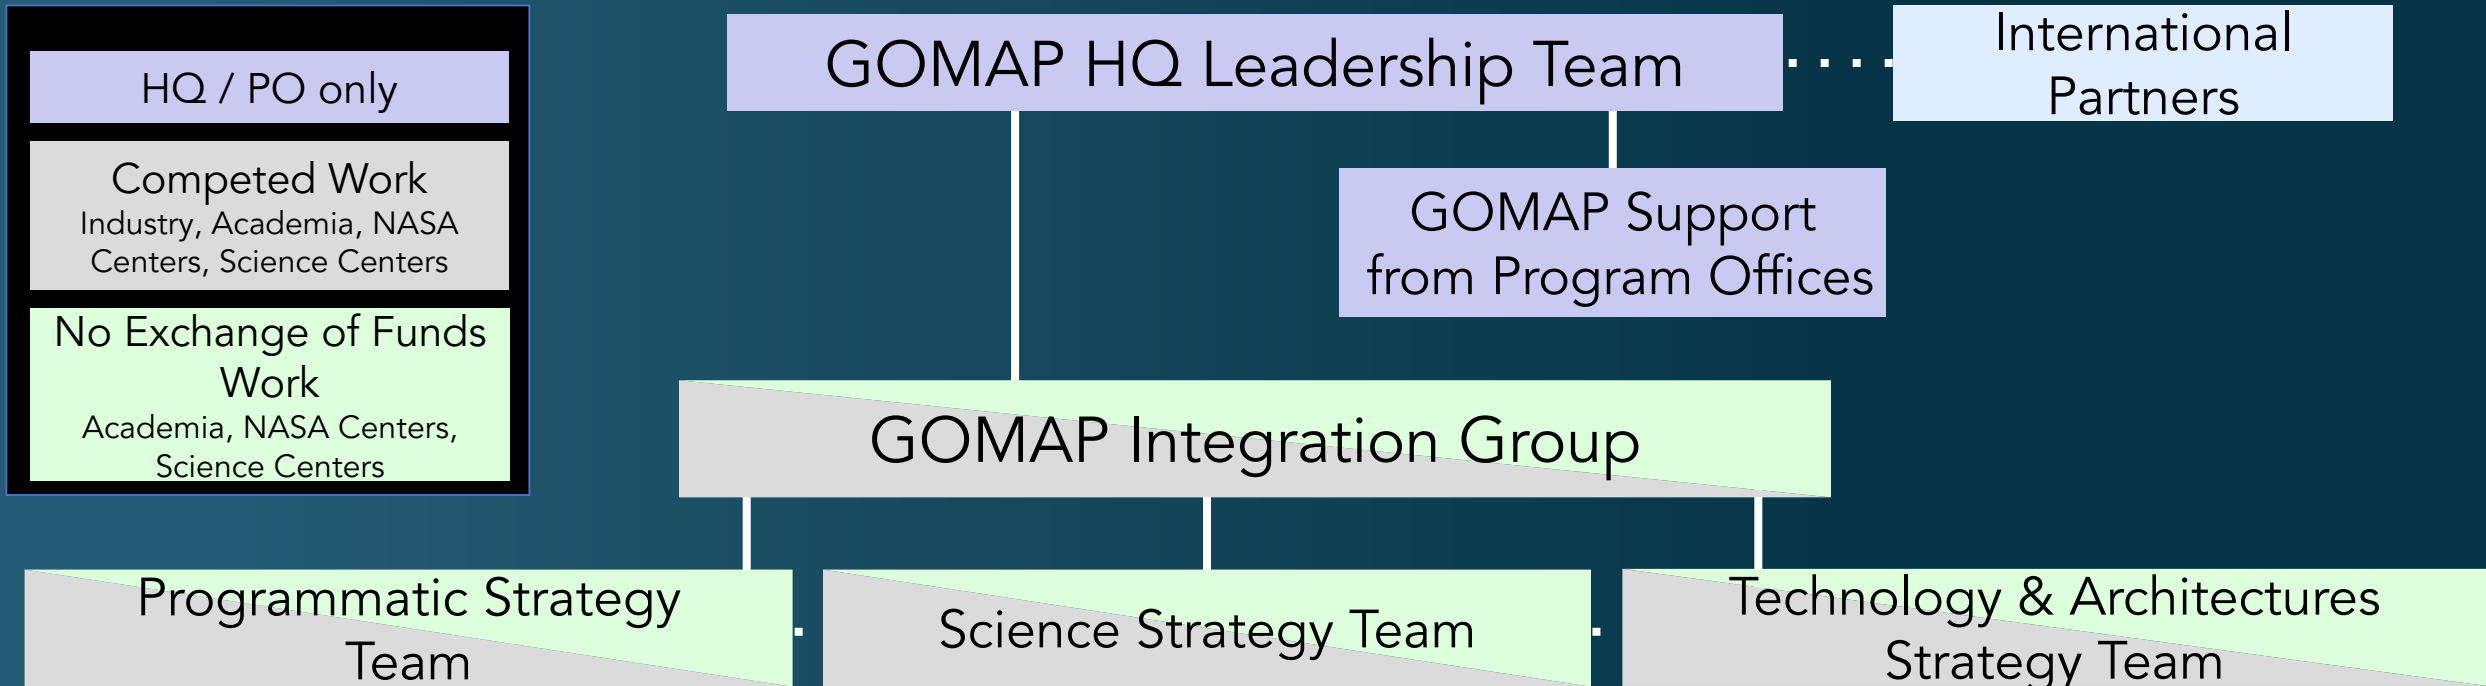 HQ / PO only
Competed Work
Industry, Academia, NASA
Centers, Science Centers
No Exchange of Funds
Work
Academia, NASA Centers,
Science Centers
GOMAP HQ Leadership Team
International
Partners
GOMAP Support
from Program Offices
GOMAP Integration Group
Programmatic Strategy
Team
Science Strategy Team
Technology & Architectures
Strategy Team